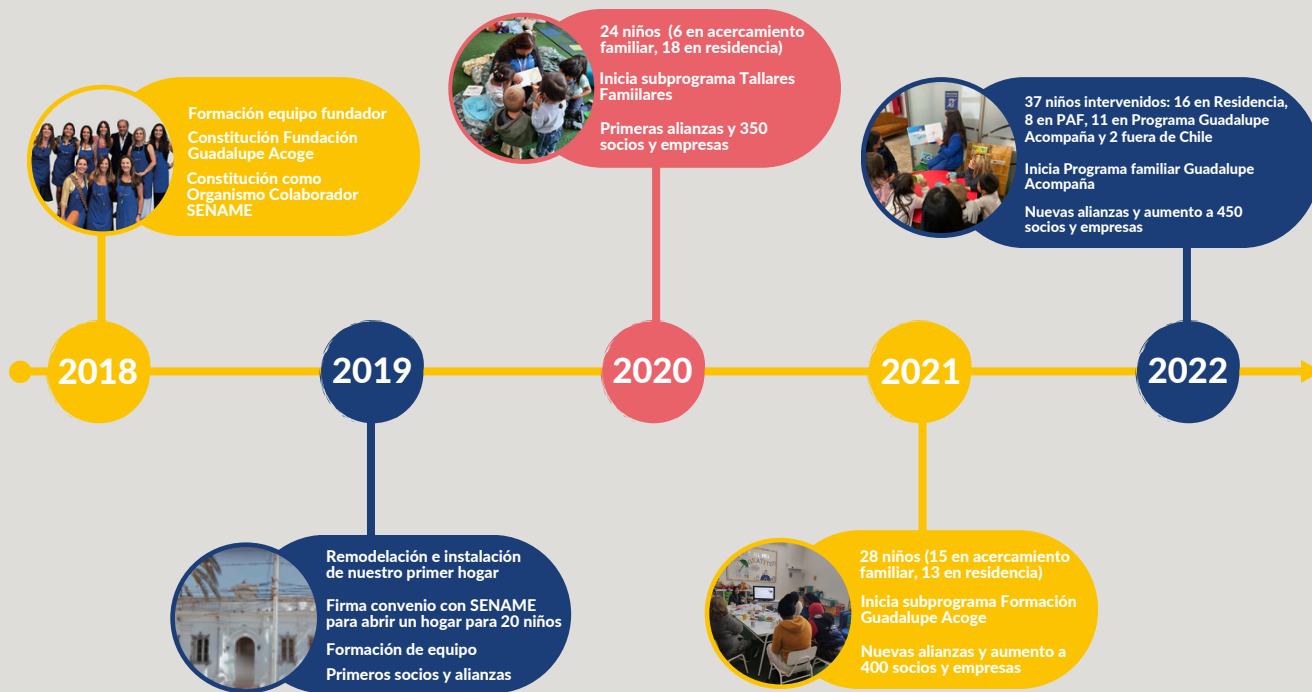 Formación equipo fundador
Constitución Fundación
Guadalupe Acoge
Constitución como
Organismo Colaborador
SENAME
2018
2019
Remodelación e instalación
de nuestro primer hogar
Firma convenio con SENAME
para abrir un hogar para 20 niños
Formación de equipo
Primeros socios y alianzas
24 niños (6 en acercamiento
familiar, 18 en residencia)
Inicia subprograma Tallares
Famiilares
Primeras alianzas y 350
socios y empresas
2020
2021
28 niños (15 en acercamiento
familiar, 13 en residencia)
Inicia subprograma Formación
Guadalupe Acoge
Nuevas alianzas y aumento a
400 socios y empresas
37 niños intervenidos: 16 en Residencia,
8 en PAF, 11 en Programa Guadalupe
Acompaña y 2 fuera de Chile
Inicia Programa familiar Guadalupe
Acompaña
Nuevas alianzas y aumento a 450
socios y empresas
2022